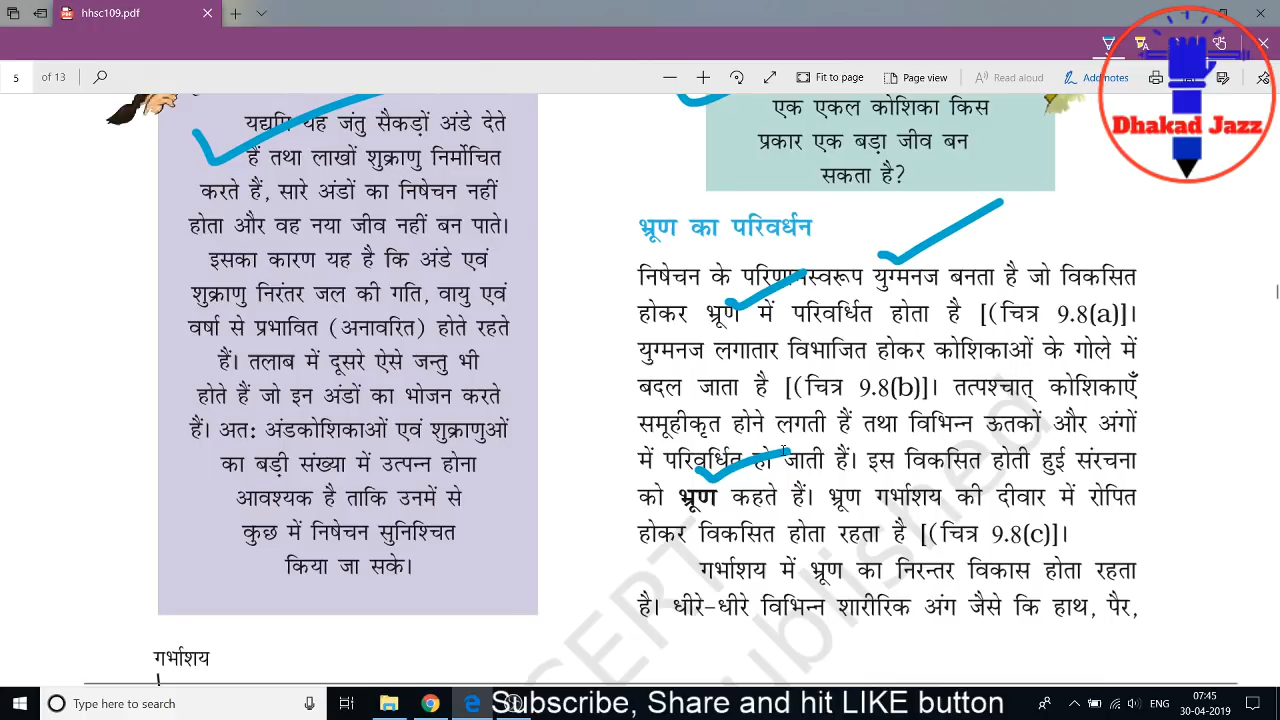 hhsc109.pdf
5 of 13
Fit to page
Page view
Read aloud
Add notes
Dhakad Jazz
यद्यपि यह जंतु सैकड़ों अंडे देते
हैं तथा लाखों शुक्राणु निर्मोचित
करते हैं, सारे अंडों का निषेचन नहीं
होता और वह नया जीव नहीं बन पाते।
इसका कारण यह है कि अंडे एवं
शुक्राणु निरंतर जल की गति, वायु एवं
वर्षा से प्रभावित (अनावरित) होते रहते
हैं। तलाब में दूसरे ऐसे जन्तु भी
होते हैं जो इन अंडों का भोजन करते
हैं। अत: अंडकोशिकाओं एवं शुक्राणुओं
का बड़ी संख्या में उत्पन्न होना
आवश्यक है ताकि उनमें से
कुछ में निषेचन सुनिश्चित
किया जा सके।
गर्भाशय
एक एकल कोशिका किस
प्रकार एक बड़ा जीव बन
सकता है?
भ्रूण का परिवर्धन
निषेचन के परिणामस्वरूप युग्मनज बनता है जो विकसित
होकर भ्रूण में परिवर्धित होता है [(चित्र 9.8(a)]।
युग्मनज लगातार विभाजित होकर कोशिकाओं के गोले में
बदल जाता है [(चित्र 9.8(b)]। तत्पश्चात् कोशिकाएँ
समूहीकृत होने लगती हैं तथा विभिन्न ऊतकों और अंगों
में परिवर्धित हो जाती हैं। इस विकसित होती हुई संरचना
को भ्रूण कहते हैं। भ्रूण गर्भाशय की दीवार में रोपित
होकर विकसित होता रहता है [(चित्र 9.8(c)]।
गर्भाशय में भ्रूण का निरन्तर विकास होता रहता
है। धीरे-धीरे विभिन्न शारीरिक अंग जैसे कि हाथ, पैर,
Type here to search
Subscribe, Share and hit LIKE button
ENG
07:45
30-04-2019